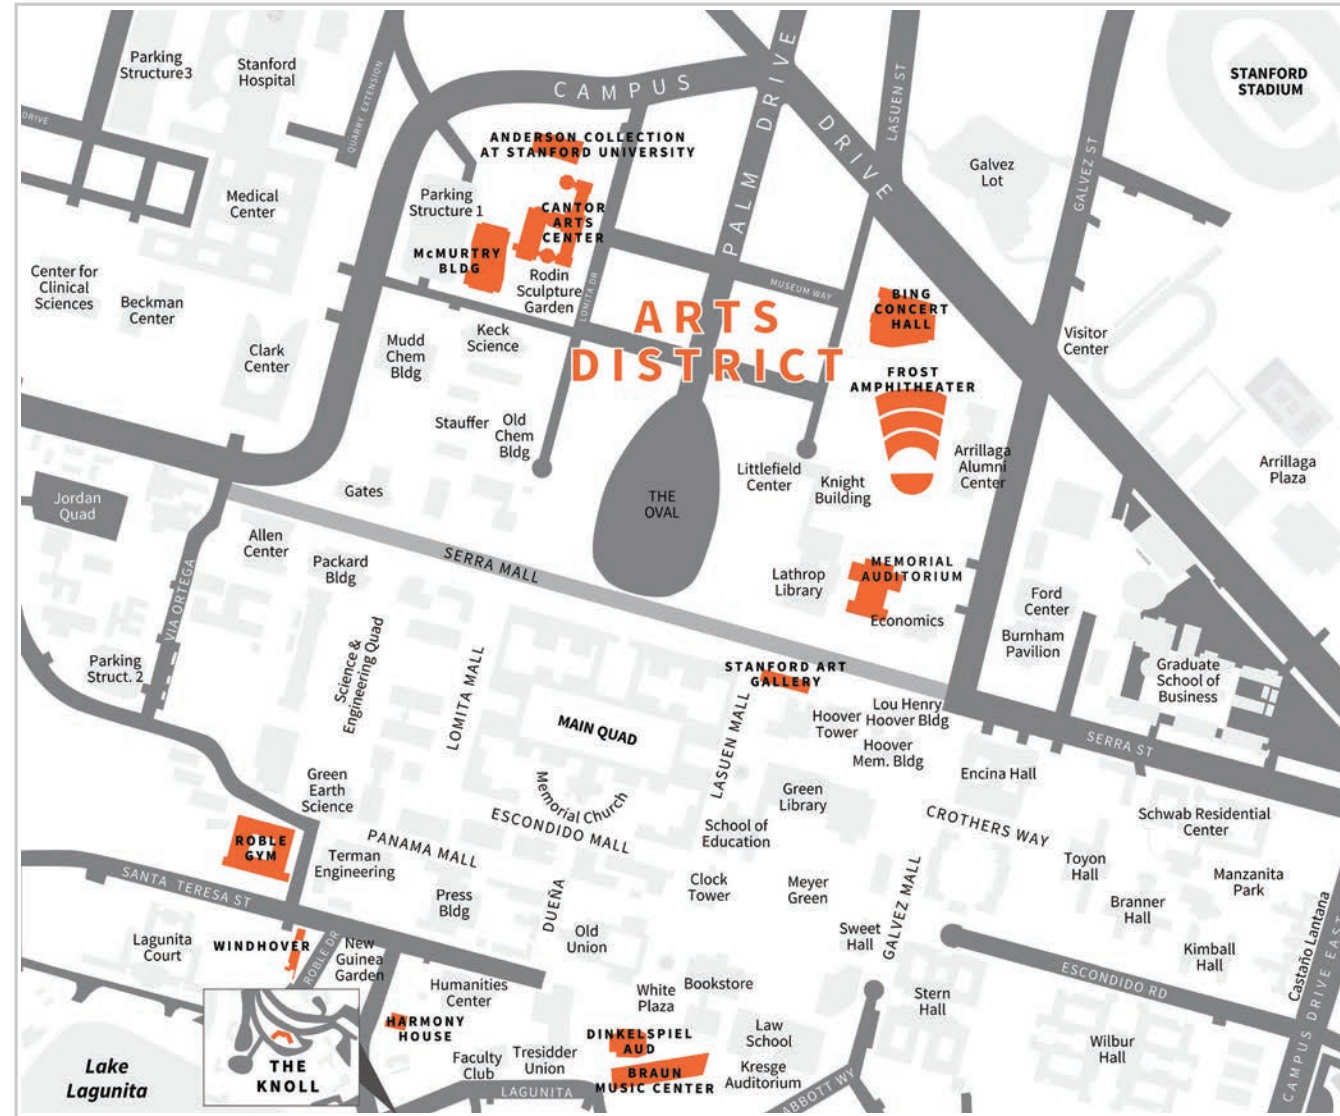 Parking
Structure3
Stanford
Hospital
QUARRY EXTENSION
DRIVE
CAMPUS
DRIVE
PALM DRIVE
LASUEN ST
GALVEZ ST
STANFORD
STADIUM
ANDERSON COLLECTION
AT STANFORD UNIVERSITY
Galvez
Lot
Medical
Center
Parking
Structure 1
CANTOR
ARTS
CENTER
McMURTRY
BLDG
Rodin
Sculpture
Garden
LOMITA DR
MUSEUM WAY
Center for
Clinical
Sciences
Beckman
Center
Clark
Center
Mudd
Chem
Bldg
Keck
Science
ARTS
DISTRICT
BING
CONCERT
HALL
Visitor
Center
FROST
AMPHITHEATER
Stauffer
Old
Chem
Bldg
Arrillaga
Alumni
Center
Arrillaga
Plaza
Littlefield
Center
Knight
Building
THE
OVAL
Jordan
Quad
Gates
Allen
Center
Packard
Bldg
SERRA MALL
VIA ORTEGA
MEMORIAL
AUDITORIUM
Lathrop
Library
Economics
Ford
Center
Burnham
Pavilion
Graduate
School of
Business
Parking
Struct. 2
Science &
Engineering Quad
LOMITA MALL
MAIN QUAD
STANFORD ART
GALLERY
LASUEN MALL
Hoover
Tower
Lou Henry
Hoover Bldg
Hoover
Mem. Bldg
SERRA ST
Encina Hall
Green
Earth
Science
Memorial Church
ESCONDIDO MALL
Green
Library
School of
Education
CROTHERS WAY
Schwab Residential
Center
ROBLE
GYM
PANAMA MALL
Terman
Engineering
SANTA TERESA ST
Press
Bldg
DUEÑA
Clock
Tower
Meyer
Green
GALVEZ MALL
Toyon
Hall
Manzanita
Park
Branner
Hall
Kimball
Hall
Castaño
Lantana
CAMPUS DRIVE EAST
Lagunita
Court
WINDHOVER
ROBLE DR
New
Guinea
Garden
Old
Union
Sweet
Hall
ESCONDIDO RD
Humanities
Center
White
Plaza
Bookstore
Stern
Hall
HARMONY
HOUSE
DINKELSPIEL
AUD
Law
School
Wilbur
Hall
Lake
Lagunita
THE
KNOLL
Faculty
Club
Tresidder
Union
BRAUN
MUSIC CENTER
Kresge
Auditorium
LAGUNITA
ABBOTT WY